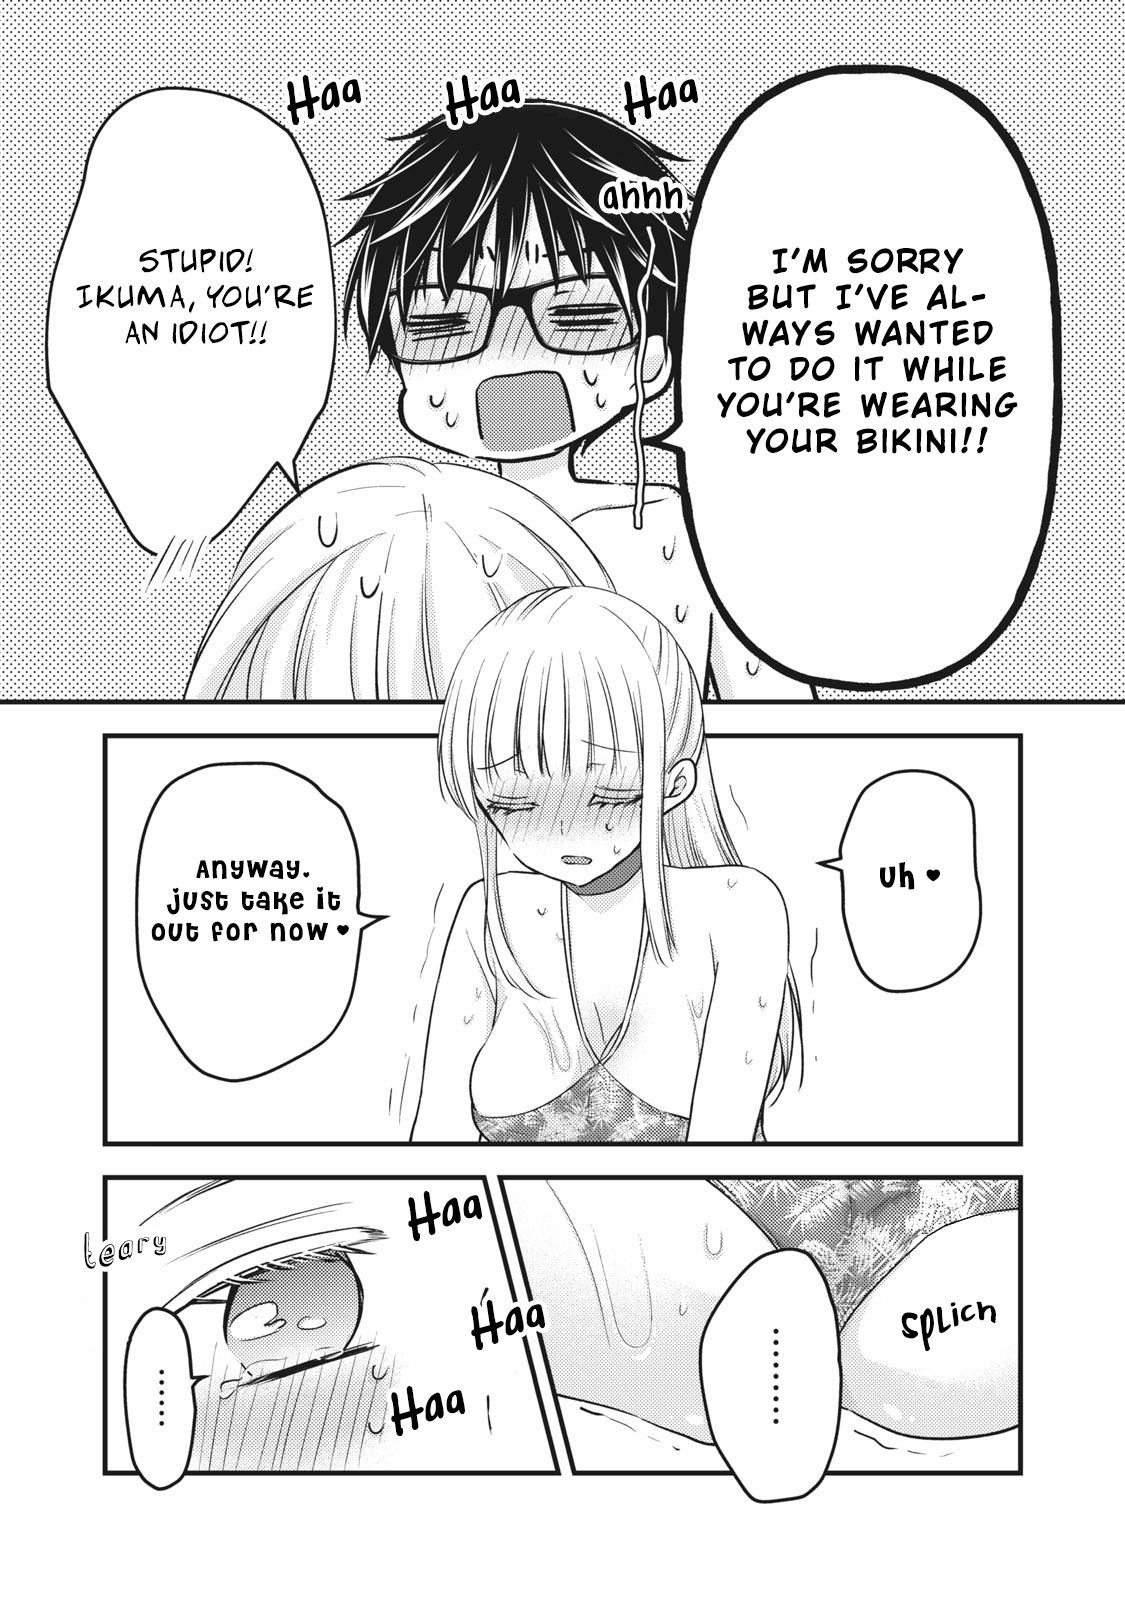 Haa
Haa
Haa
ahhh
I'M SORRY
BUT I'VE AL-
WAYS WANTED
TO DO IT WHILE
YOU'RE WEARING
YOUR BIKINI!!
STUPID!
IKUMA, YOU'RE
AN IDIOT!!
Uh ♥
Anyway,
just take it
out for now ♥
splich
.........
Haa
Haa
Haa
teary
.......